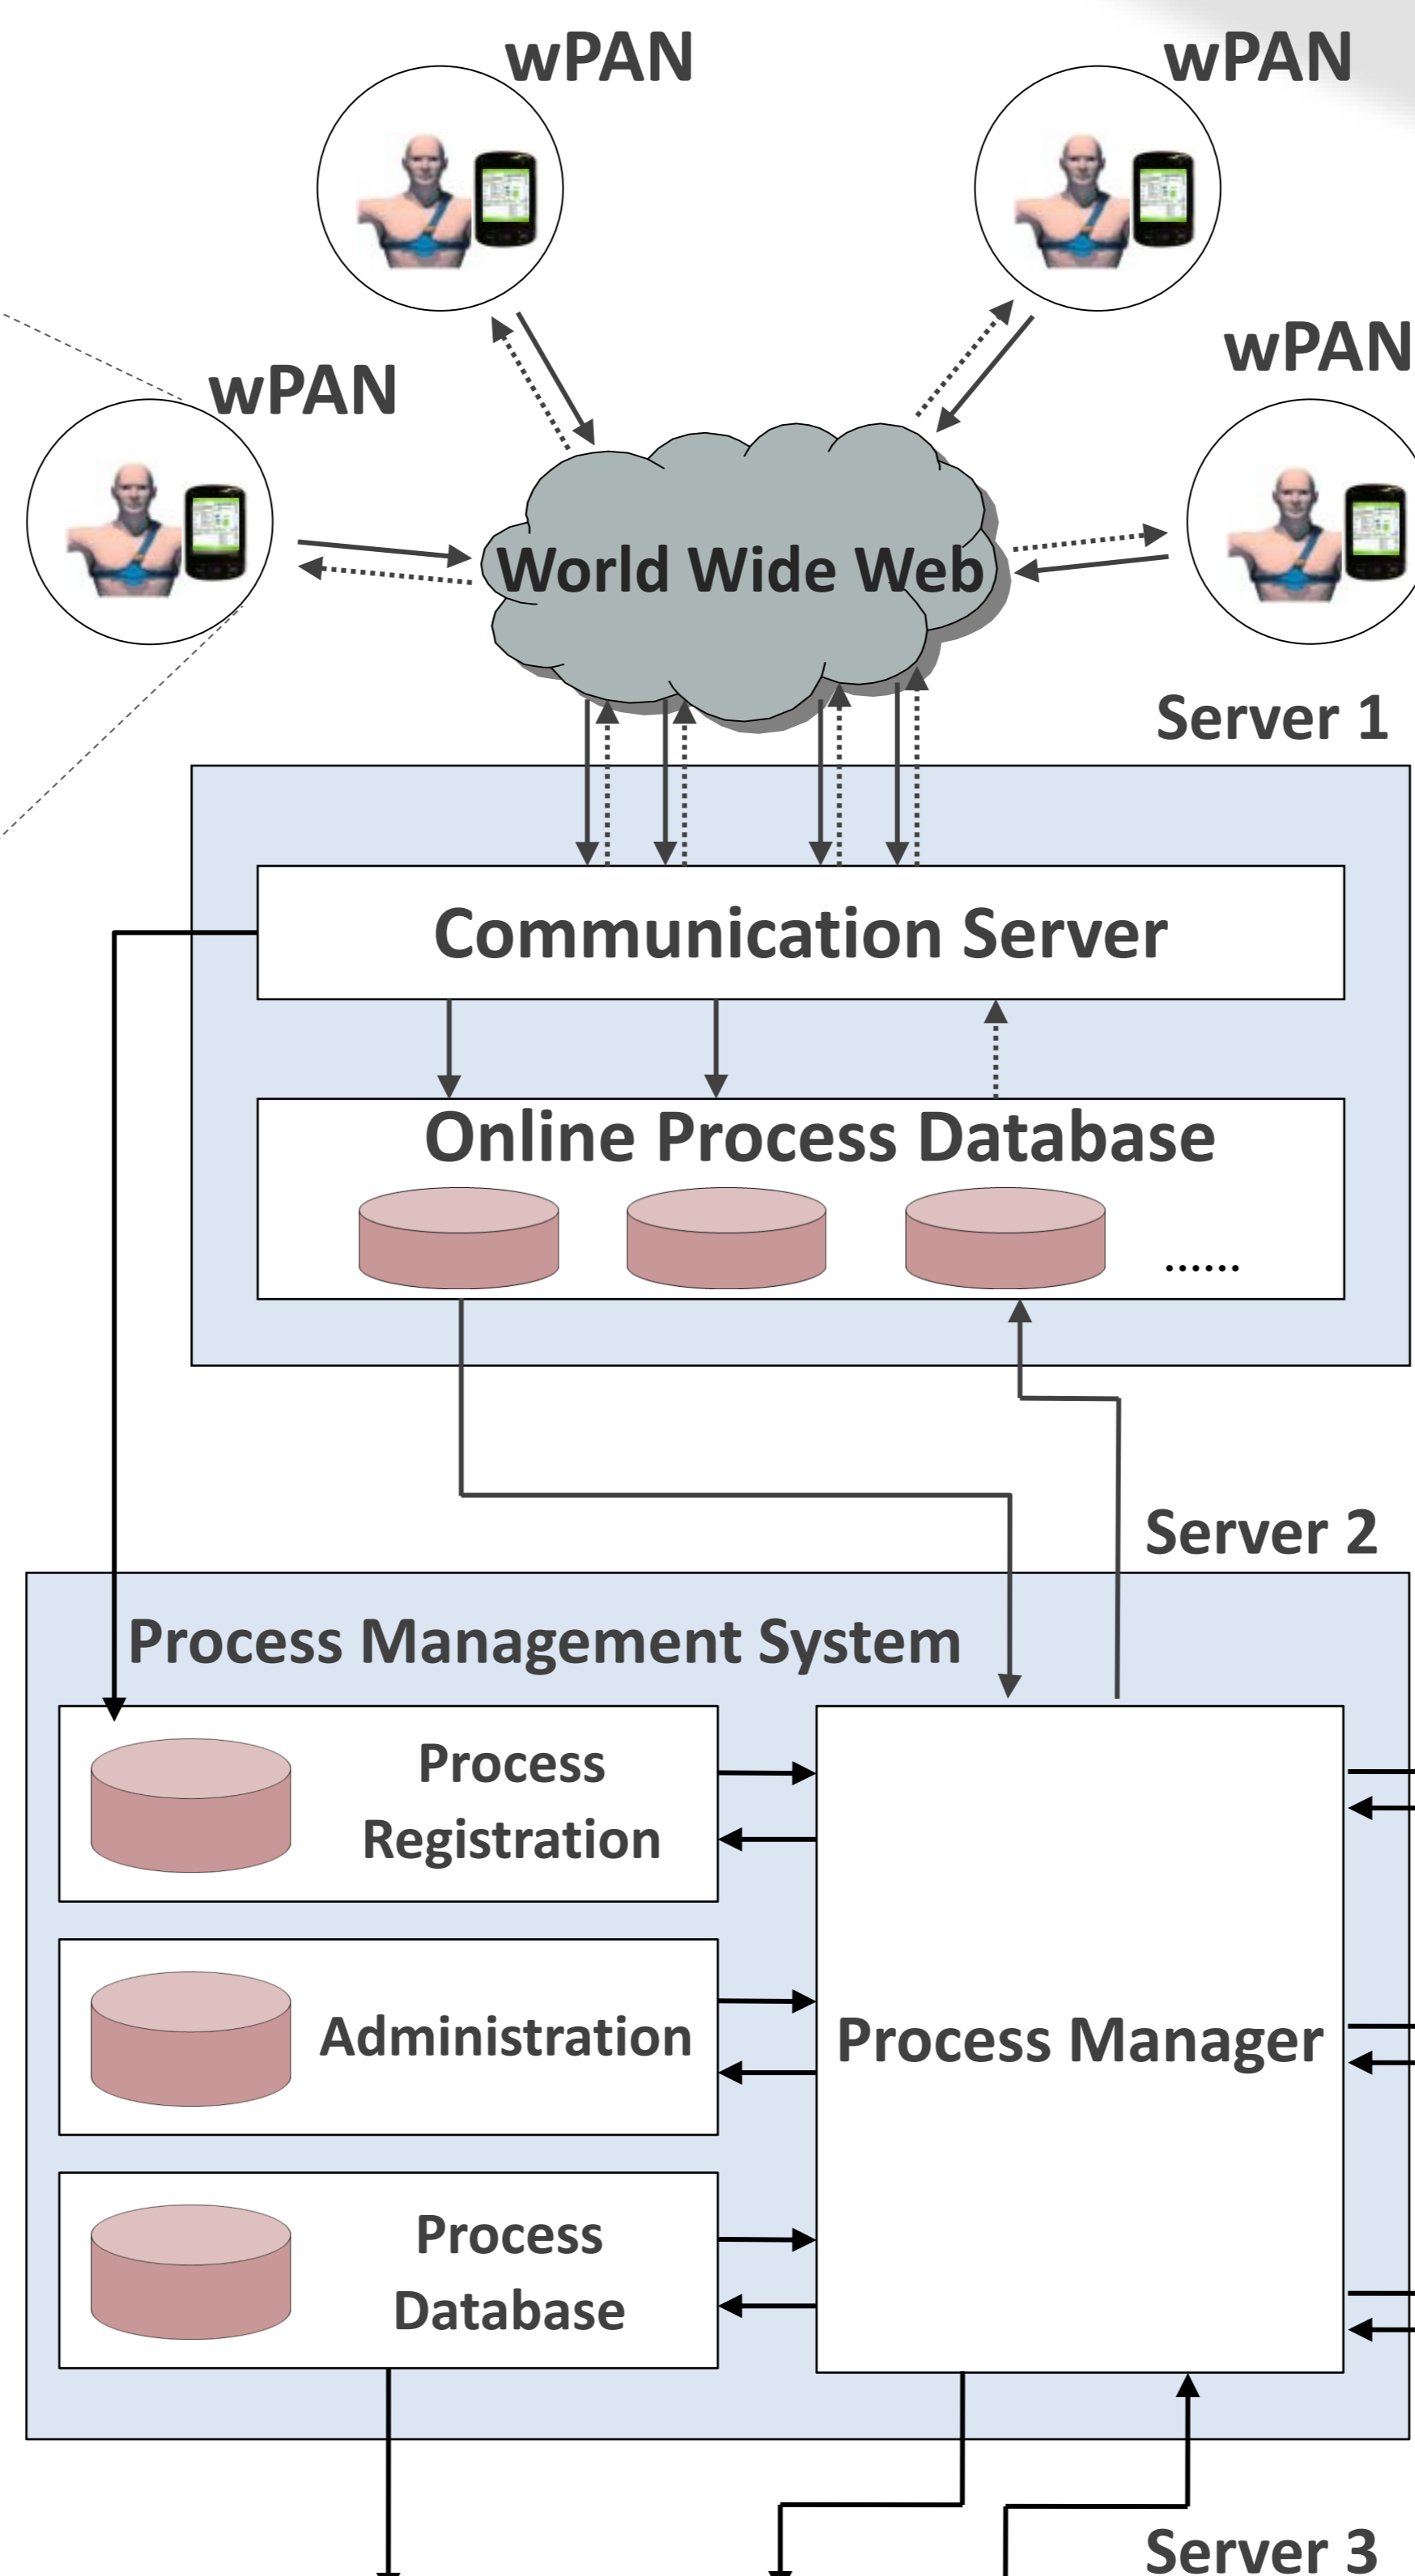 wPAN
wPAN
wPAN
wPAN
World Wide Web
Server 1
Communication Server
Online Process Database
......
Server 2
Process Management System
Process
Registration
Administration
Process Manager
Process
Database
Server 3